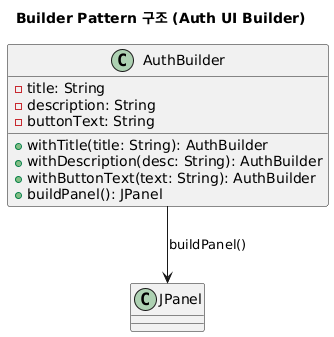 Builder Pattern 구조 (Auth UI Builder)
C AuthBuilder
title: String
description: String
buttonText: String
withTitle(title: String): AuthBuilder
withDescription(desc: String): AuthBuilder
withButtonText(text: String): AuthBuilder
buildPanel(): JPanel
buildPanel()
C JPanel